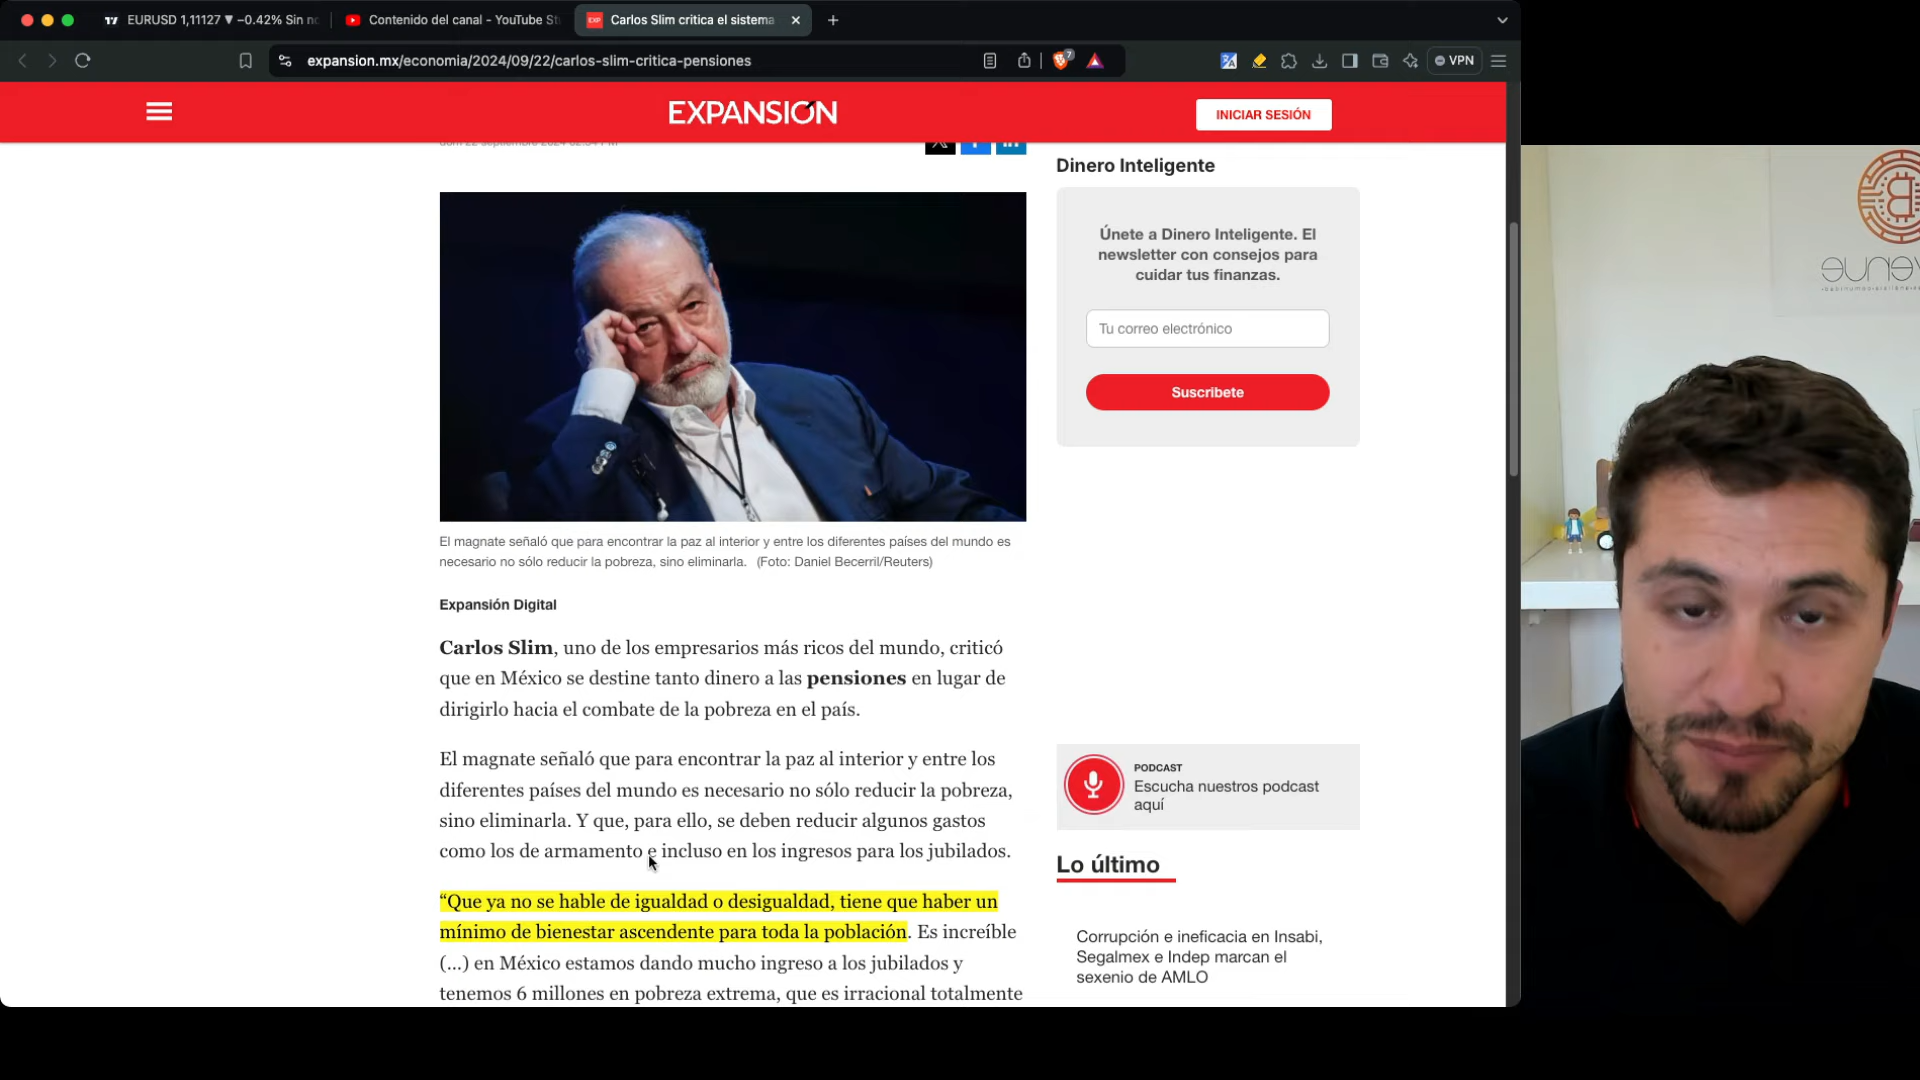 EURUSD 1,11127 ▼ −0.42% Sin no
Contenido del canal - YouTube St
EXP
Carlos Slim critica el sistema
expansion.mx/economia/2024/09/22/carlos-slim-critica-pensiones
7
VPN
EXPANSIÓN
INICIAR SESIÓN
Dinero Inteligente
Únete a Dinero Inteligente. El
newsletter con consejos para
cuidar tus finanzas.
Tu correo electrónico
Suscribete
El magnate señaló que para encontrar la paz al interior y entre los diferentes países del mundo es
necesario no sólo reducir la pobreza, sino eliminarla. (Foto: Daniel Becerril/Reuters)
Expansión Digital
Carlos Slim, uno de los empresarios más ricos del mundo, criticó
que en México se destine tanto dinero a las pensiones en lugar de
dirigirlo hacia el combate de la pobreza en el país.
El magnate señaló que para encontrar la paz al interior y entre los
diferentes países del mundo es necesario no sólo reducir la pobreza,
sino eliminarla. Y que, para ello, se deben reducir algunos gastos
como los de armamento e incluso en los ingresos para los jubilados.
“Que ya no se hable de igualdad o desigualdad, tiene que haber un
mínimo de bienestar ascendente para toda la población. Es increíble
(...) en México estamos dando mucho ingreso a los jubilados y
tenemos 6 millones en pobreza extrema, que es irracional totalmente
PODCAST
Escucha nuestros podcast
aquí
Lo último
Corrupción e ineficacia en Insabi,
Segalmex e Indep marcan el
sexenio de AMLO